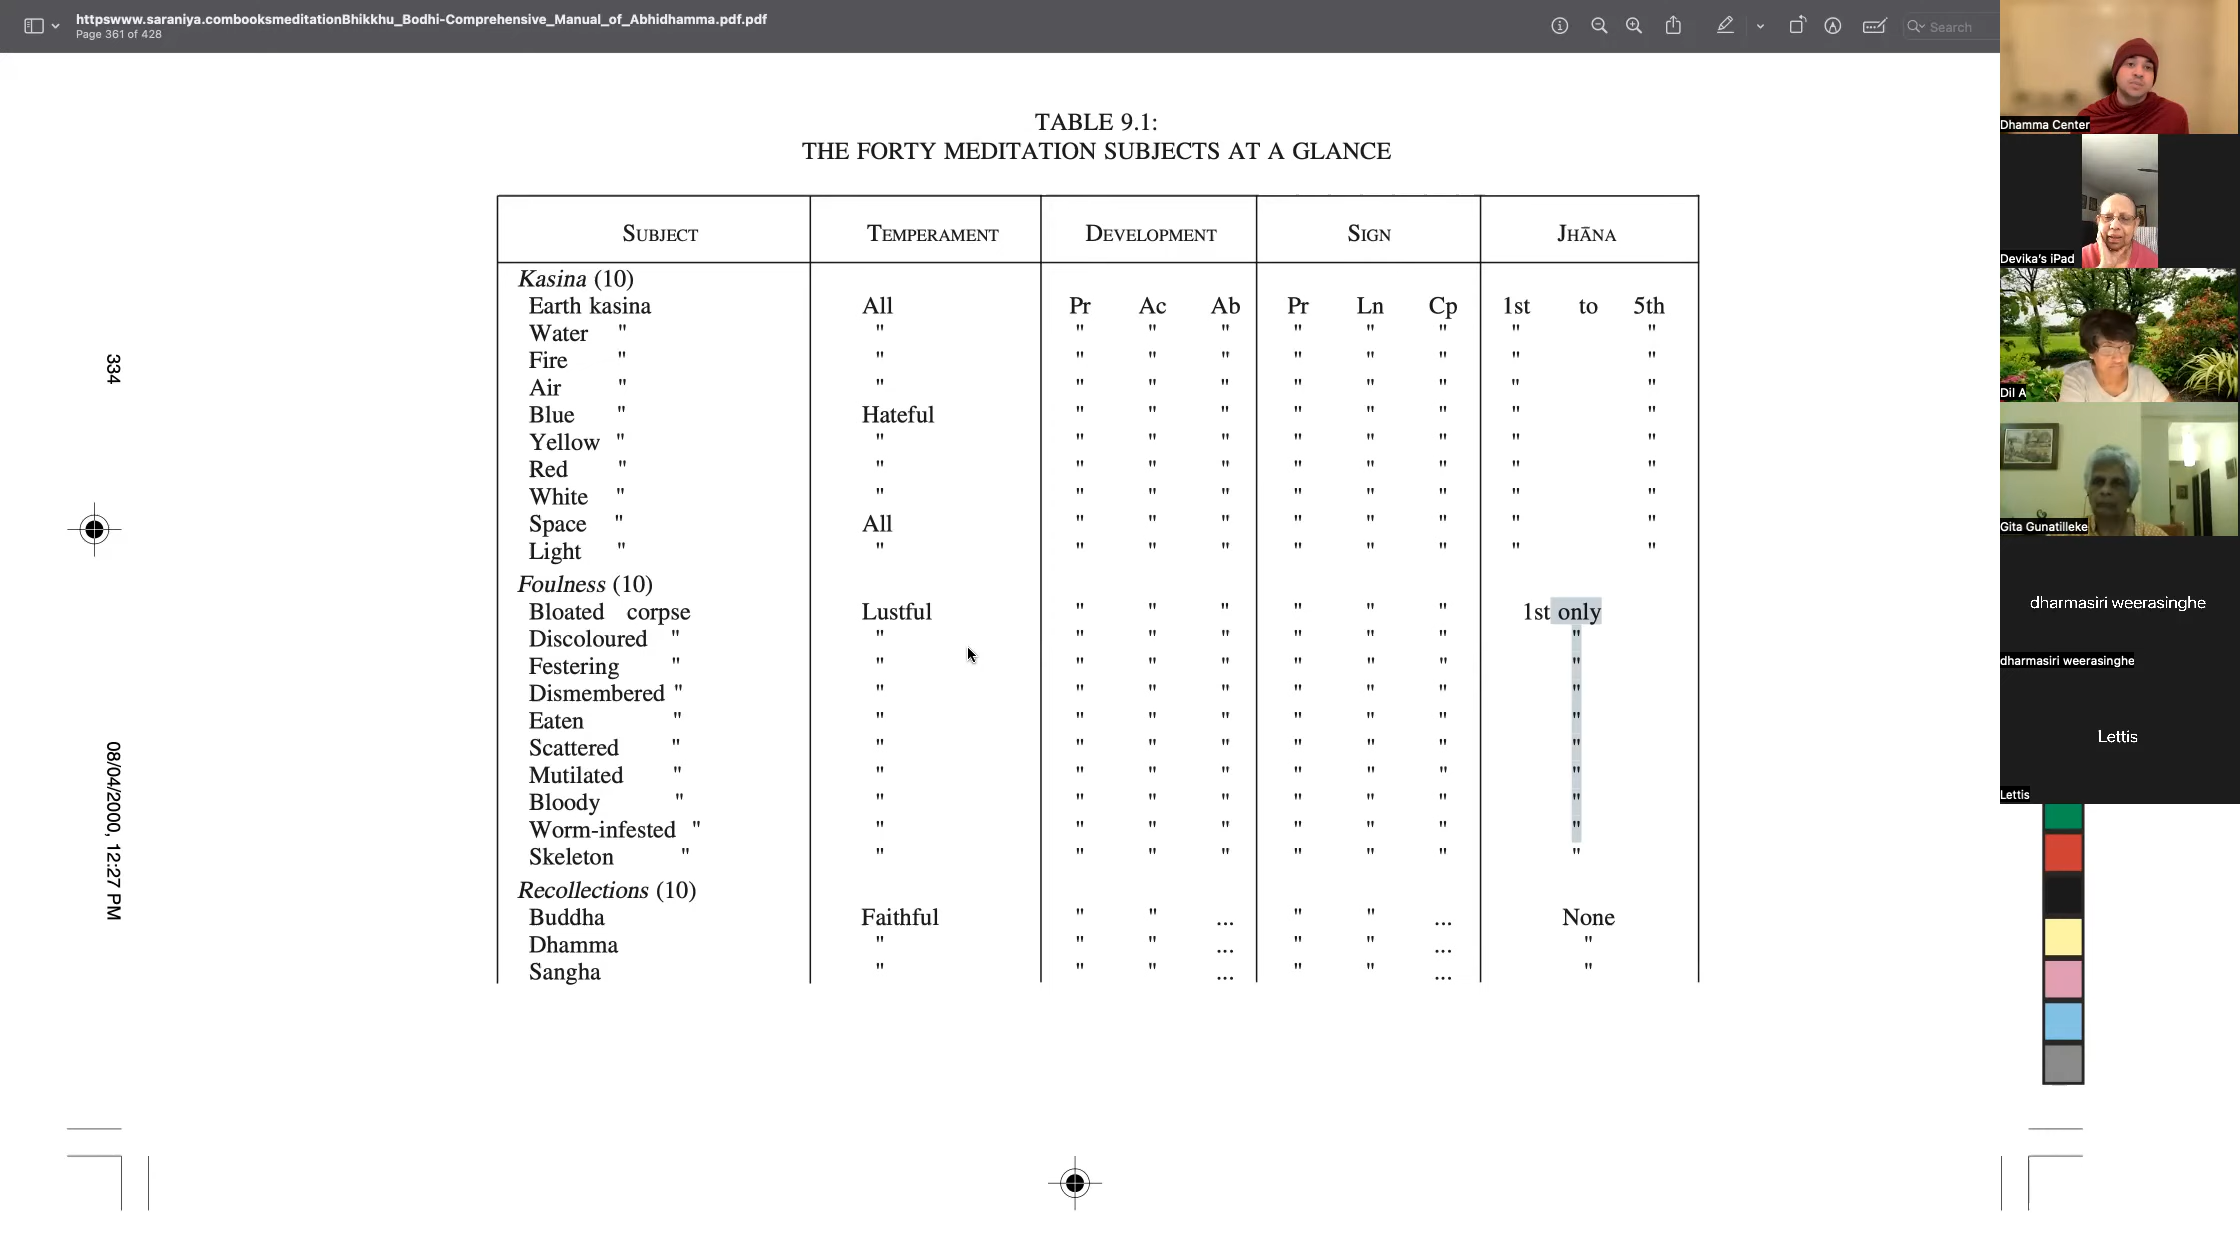 httpswww.saraniya.combooksmeditationBhikkhu_Bodhi-Comprehensive_Manual_of_Abhidhamma.pdf.pdf
Page 361 of 428
Search
TABLE 9.1:
THE FORTY MEDITATION SUBJECTS AT A GLANCE
SUBJECT TEMPERAMENT DEVELOPMENT SIGN JHĀNA
Kasina (10)
Earth kasina All Pr Ac Ab Pr Ln Cp 1st to 5th
Water " " " " " " " " " "
Fire " " " " " " " " " "
Air " " " " " " " " " "
Blue " Hateful " " " " " " " "
Yellow " " " " " " " " " "
Red " " " " " " " " " "
White " " " " " " " " " "
Space " All " " " " " " " "
Light " " " " " " " " " "
Foulness (10)
Bloated corpse Lustful " " " " " " 1st only
Discoloured " " " " " " " " "
Festering " " " " " " " " "
Dismembered " " " " " " " " "
Eaten " " " " " " " " "
Scattered " " " " " " " " "
Mutilated " " " " " " " " "
Bloody " " " " " " " " "
Worm-infested " " " " " " " " "
Skeleton " " " " " " " " "
Recollections (10)
Buddha Faithful " " ... " " ... None
Dhamma " " " ... " " ... "
Sangha " " " ... " " ... "
334
08/04/2000, 12:27 PM
Dhamma Center
Devika's iPad
Dil A
Gita Gunatilleke
dharmasiri weerasinghe
dharmasiri weerasinghe
Lettis
Lettis